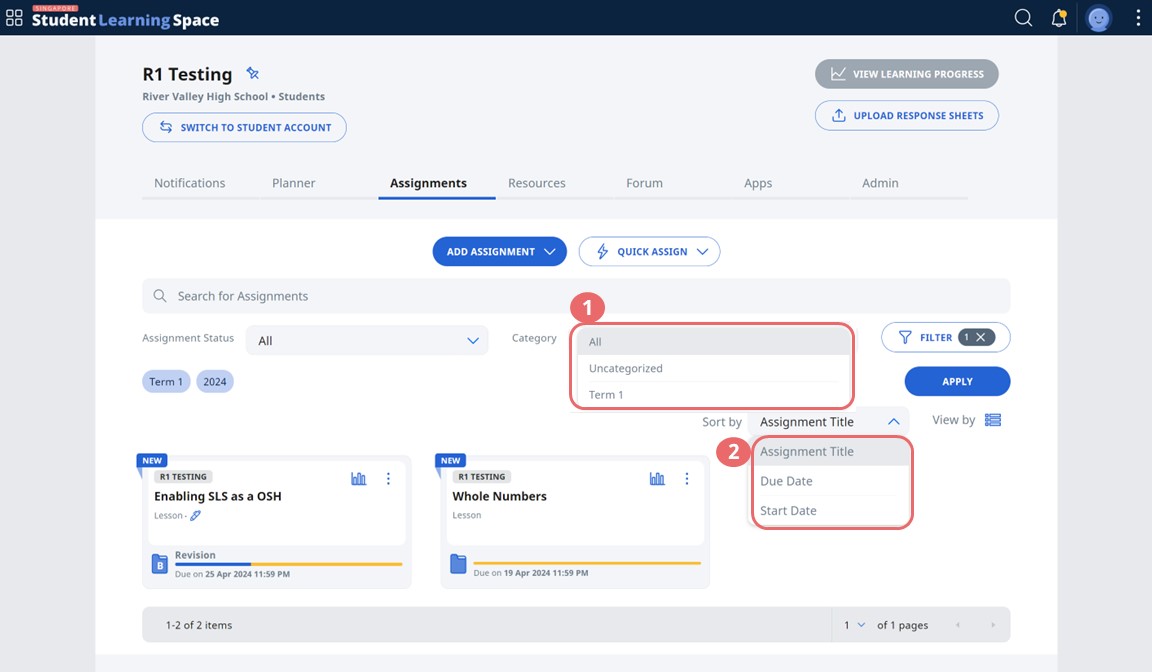 SINGAPORE
Student Learning Space
R1 Testing
River Valley High School • Students
VIEW LEARNING PROGRESS
SWITCH TO STUDENT ACCOUNT
UPLOAD RESPONSE SHEETS
Notifications Planner Assignments Resources Forum Apps Admin
ADD ASSIGNMENT QUICK ASSIGN
Search for Assignments
1
Assignment Status All Category All FILTER 1
Uncategorized
Term 1
Term 1 2024 APPLY
Sort by Assignment Title View by
2
Assignment Title
Due Date
Start Date
NEW
R1 TESTING
Enabling SLS as a OSH
Lesson •
B
Revision
Due on 25 Apr 2024 11:59 PM
NEW
R1 TESTING
Whole Numbers
Lesson
Due on 19 Apr 2024 11:59 PM
1-2 of 2 items 1 of 1 pages